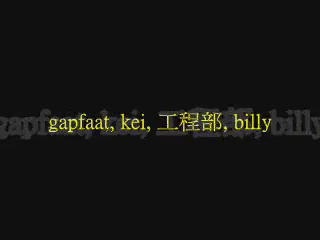 gapfaat, kei, 工程部, billy